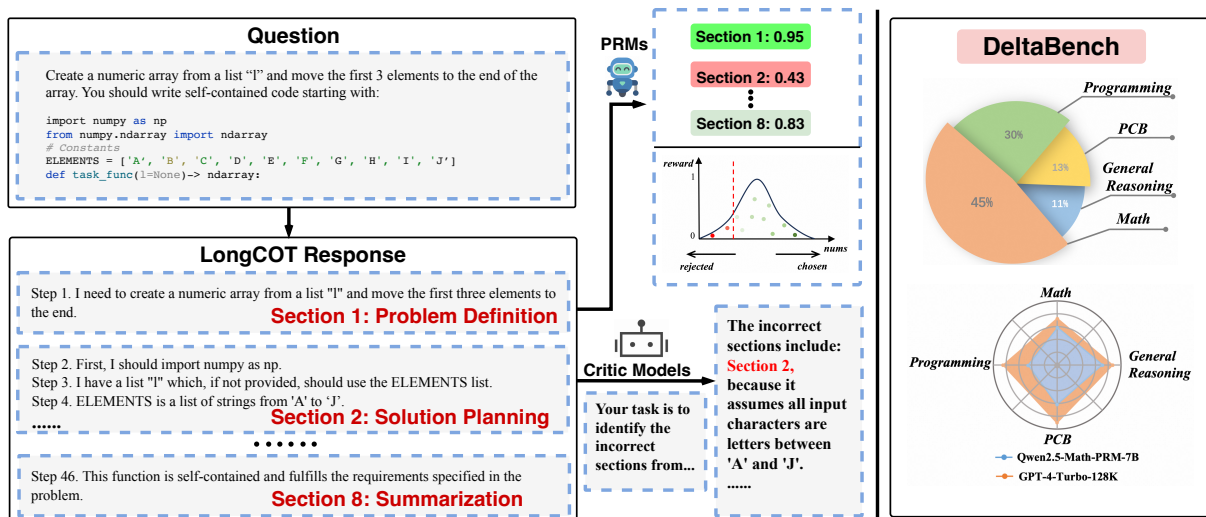 Question
Create a numeric array from a list “l” and move the first 3 elements to the end of the
array. You should write self-contained code starting with:
import numpy as np
from numpy.ndarray import ndarray
# Constants
ELEMENTS = ['A‘, 'B', 'C', 'D', 'E', 'F', 'G', 'H', 'I', 'J’]
def task_func(l=None)-> ndarray:
LongCOT Response
Step 1. I need to create a numeric array from a list "l" and move the first three elements to
the end.
Section 1: Problem Definition
Step 2. First, I should import numpy as np.
Step 3. I have a list "l" which, if not provided, should use the ELEMENTS list.
Step 4. ELEMENTS is a list of strings from 'A' to ‘J’.
......
Section 2: Solution Planning
......
Step 46. This function is self-contained and fulfills the requirements specified in the
problem.
Section 8: Summarization
PRMs
Section 1: 0.95
Section 2: 0.43
Section 8: 0.83
reward
1
0
nums
rejected
chosen
Critic Models
Your task is to
identify the
incorrect
sections from...
The incorrect
sections include:
Section 2,
because it
assumes all input
characters are
letters between
'A' and 'J'.
......
DeltaBench
Programming
30%
PCB
13%
General
Reasoning
11%
45%
Math
Math
Programming
General
Reasoning
PCB
Qwen2.5-Math-PRM-7B
GPT-4-Turbo-128K